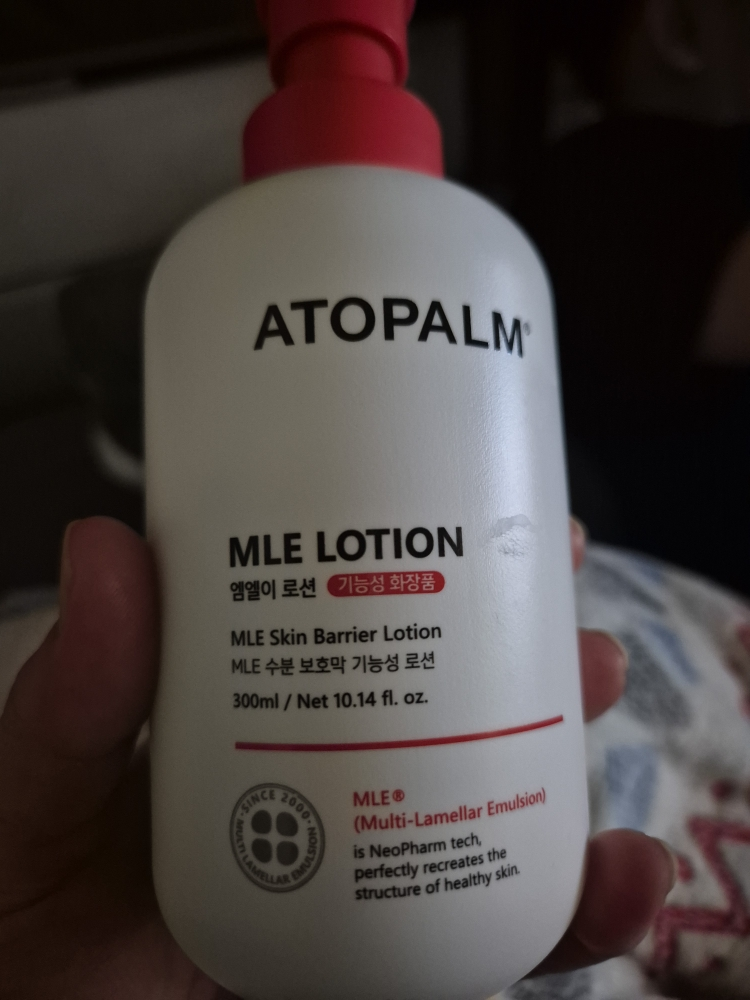 ATOPALM®
MLE LOTION
엠엘이 로션 기능성 화장품
MLE Skin Barrier Lotion
MLE 수분 보호막 기능성 로션
300ml / Net 10.14 fl. oz.
·SINCE 2000·
MULTI LAMELLAR EMULSION
MLE®
(Multi-Lamellar Emulsion)
is NeoPharm tech,
perfectly recreates the
structure of healthy skin.